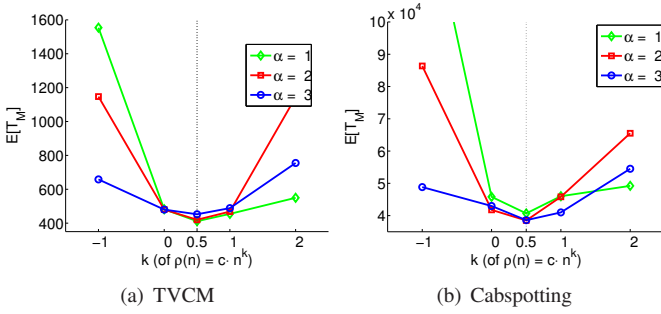 1600
1400
1200
1000
800
600
400
E[T_M]
−1 0 0.5 1 2
k (of ρ(n) = c· n^k)
α = 1
α = 2
α = 3
(a) TVCM
x 10^4
10
9
8
7
6
5
4
E[T_M]
−1 0 0.5 1 2
k (of ρ(n) = c· n^k)
α = 1
α = 2
α = 3
(b) Cabspotting